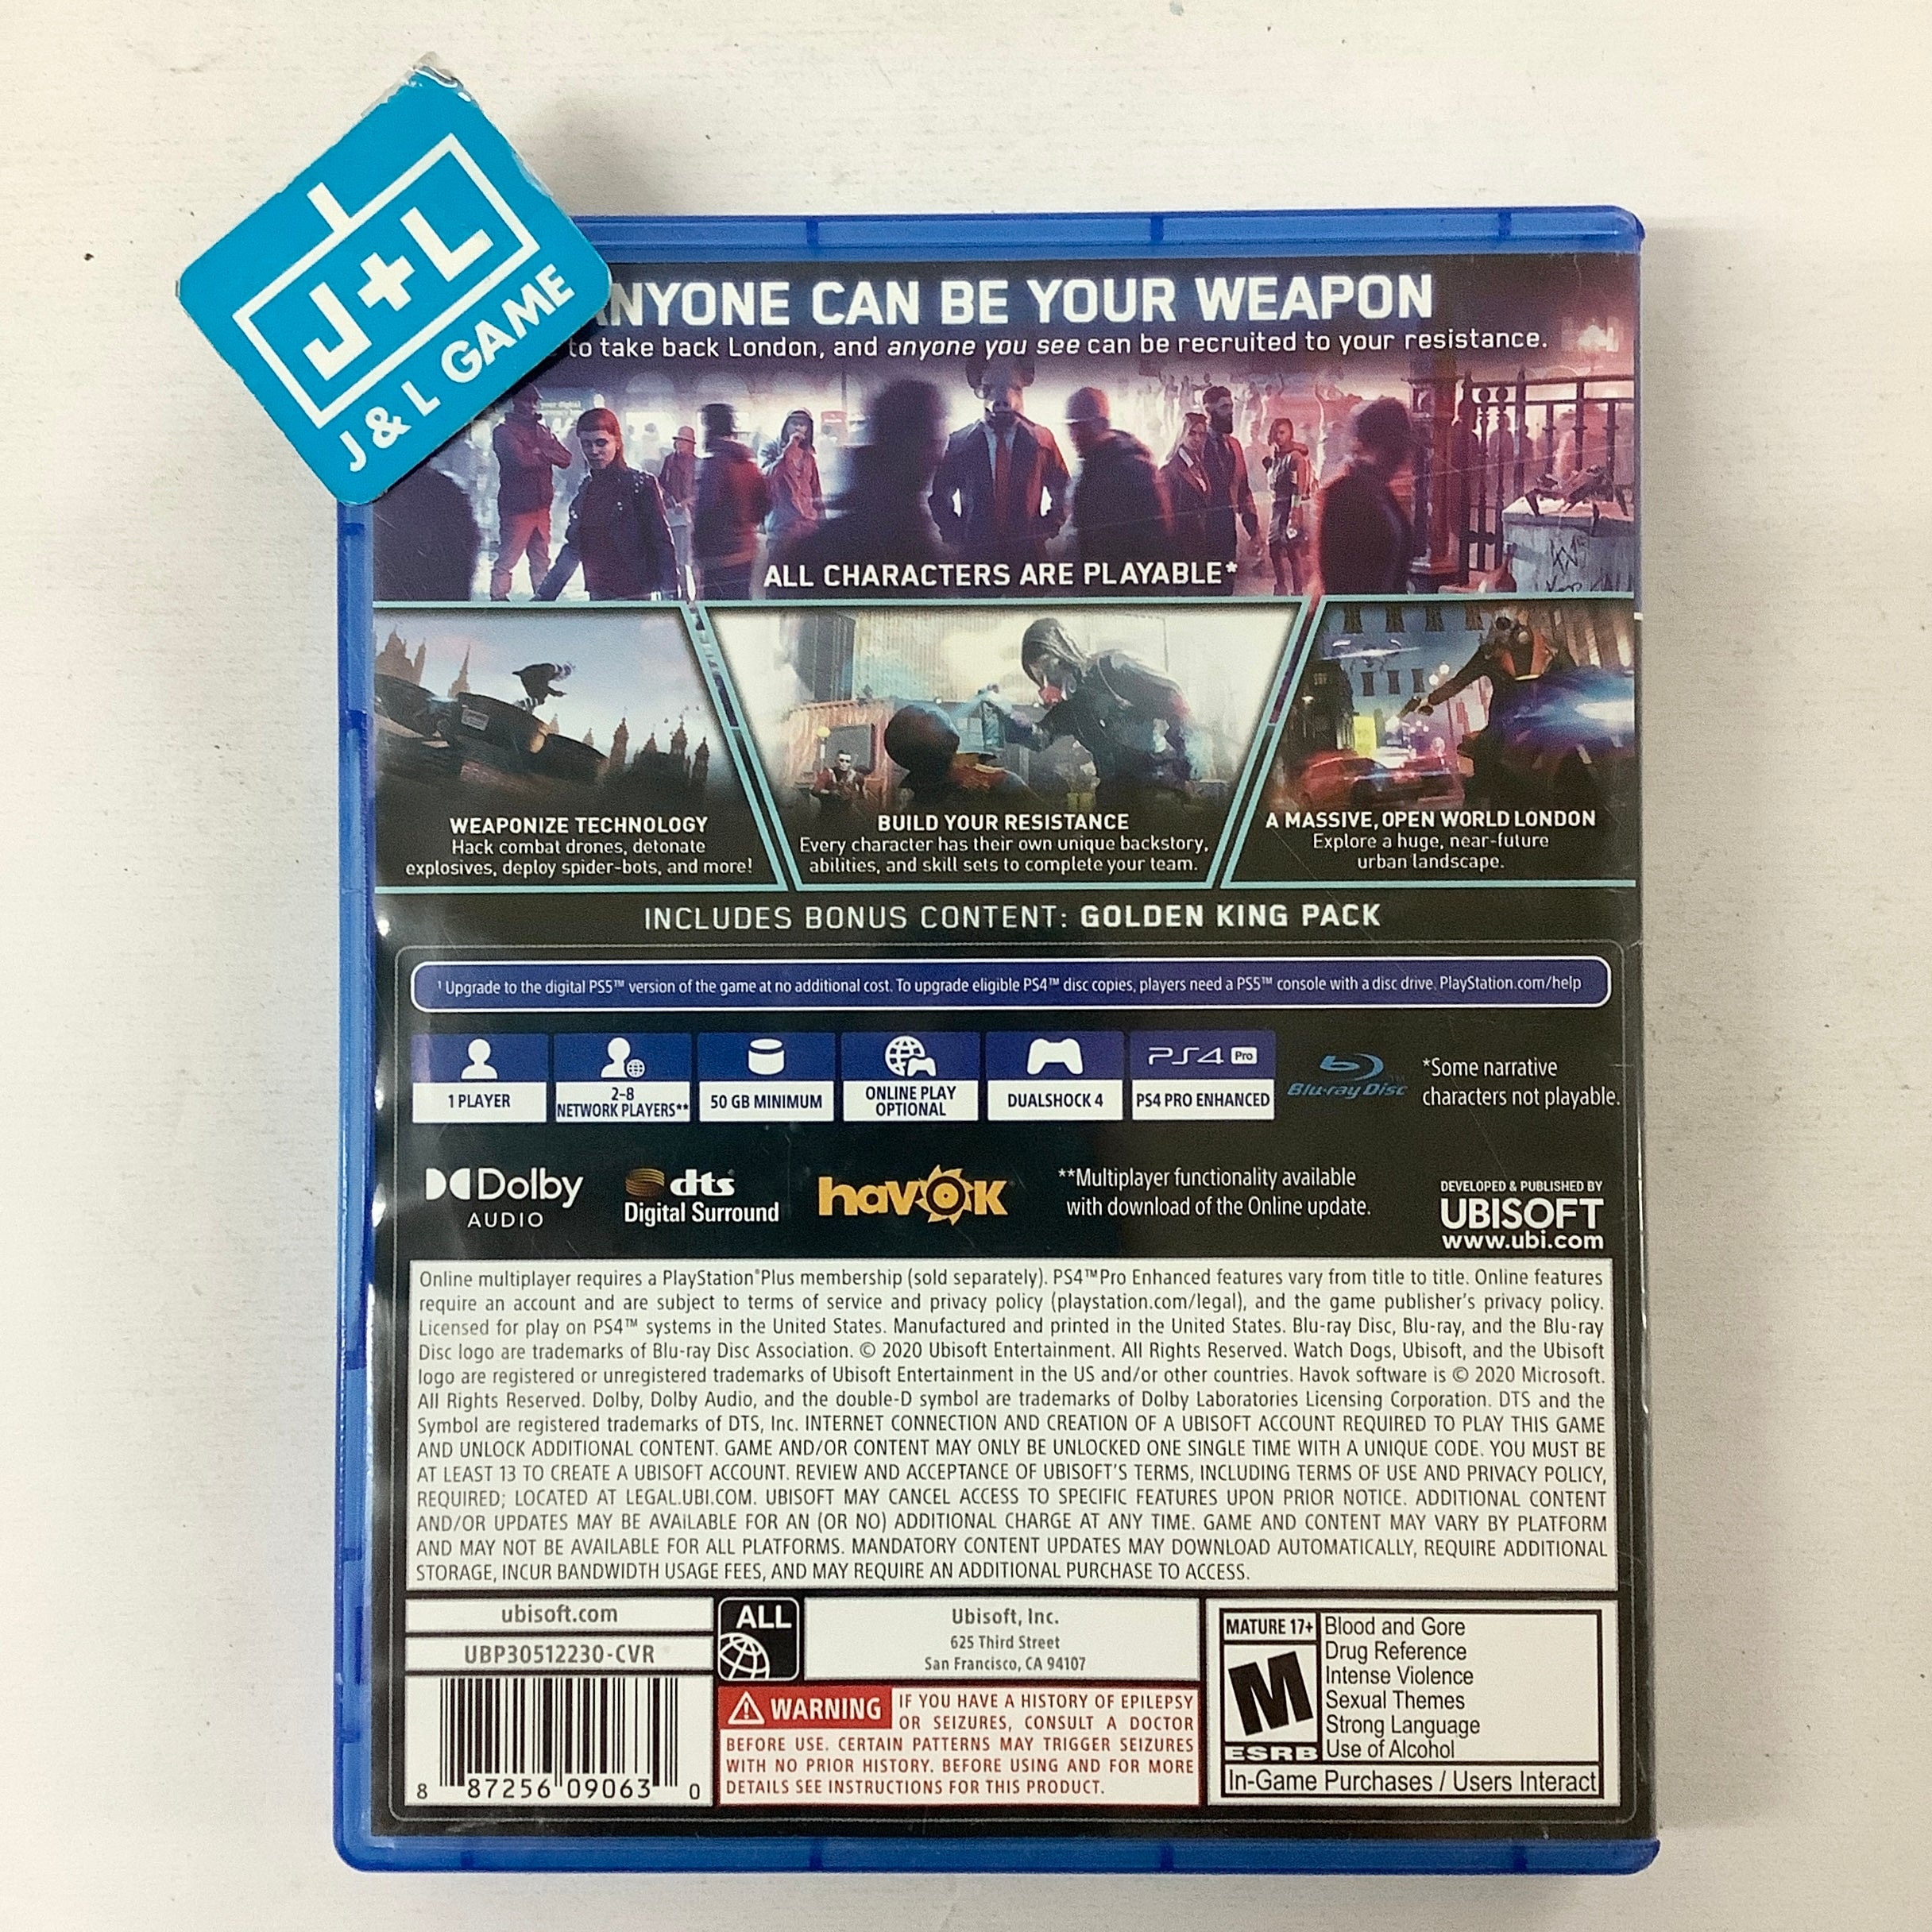 J+L
J & L GAME
ANYONE CAN BE YOUR WEAPON
to take back London, and anyone you see can be recruited to your resistance.
ALL CHARACTERS ARE PLAYABLE*
WEAPONIZE TECHNOLOGY
Hack combat drones, detonate
explosives, deploy spider-bots, and more!
BUILD YOUR RESISTANCE
Every character has their own unique backstory,
abilities, and skill sets to complete your team.
A MASSIVE, OPEN WORLD LONDON
Explore a huge, near-future
urban landscape.
INCLUDES BONUS CONTENT: GOLDEN KING PACK
¹ Upgrade to the digital PS5™ version of the game at no additional cost. To upgrade eligible PS4™ disc copies, players need a PS5™ console with a disc drive. PlayStation.com/help
1 PLAYER
2-8
NETWORK PLAYERS**
50 GB MINIMUM
ONLINE PLAY
OPTIONAL
DUALSHOCK 4
PS4 Pro
PS4 PRO ENHANCED
Blu-ray Disc™
*Some narrative
characters not playable.
Dolby
AUDIO
dts
Digital Surround
havok
**Multiplayer functionality available
with download of the Online update.
DEVELOPED & PUBLISHED BY
UBISOFT
www.ubi.com
Online multiplayer requires a PlayStation®Plus membership (sold separately). PS4™Pro Enhanced features vary from title to title. Online features
require an account and are subject to terms of service and privacy policy (playstation.com/legal), and the game publisher's privacy policy.
Licensed for play on PS4™ systems in the United States. Manufactured and printed in the United States. Blu-ray Disc, Blu-ray, and the Blu-ray
Disc logo are trademarks of Blu-ray Disc Association. © 2020 Ubisoft Entertainment. All Rights Reserved. Watch Dogs, Ubisoft, and the Ubisoft
logo are registered or unregistered trademarks of Ubisoft Entertainment in the US and/or other countries. Havok software is © 2020 Microsoft.
All Rights Reserved. Dolby, Dolby Audio, and the double-D symbol are trademarks of Dolby Laboratories Licensing Corporation. DTS and the
Symbol are registered trademarks of DTS, Inc. INTERNET CONNECTION AND CREATION OF A UBISOFT ACCOUNT REQUIRED TO PLAY THIS GAME
AND UNLOCK ADDITIONAL CONTENT. GAME AND/OR CONTENT MAY ONLY BE UNLOCKED ONE SINGLE TIME WITH A UNIQUE CODE. YOU MUST BE
AT LEAST 13 TO CREATE A UBISOFT ACCOUNT. REVIEW AND ACCEPTANCE OF UBISOFT'S TERMS, INCLUDING TERMS OF USE AND PRIVACY POLICY,
REQUIRED; LOCATED AT LEGAL.UBI.COM. UBISOFT MAY CANCEL ACCESS TO SPECIFIC FEATURES UPON PRIOR NOTICE. ADDITIONAL CONTENT
AND/OR UPDATES MAY BE AVAiLABLE FOR AN (OR NO) ADDITIONAL CHARGE AT ANY TIME. GAME AND CONTENT MAY VARY BY PLATFORM
AND MAY NOT BE AVAILABLE FOR ALL PLATFORMS. MANDATORY CONTENT UPDATES MAY DOWNLOAD AUTOMATICALLY, REQUIRE ADDITIONAL
STORAGE, INCUR BANDWIDTH USAGE FEES, AND MAY REQUIRE AN ADDITIONAL PURCHASE TO ACCESS.
ubisoft.com
UBP30512230-CVR
8 87256 09063 0
ALL
Ubisoft, Inc.
625 Third Street
San Francisco, CA 94107
WARNING IF YOU HAVE A HISTORY OF EPILEPSY
OR SEIZURES, CONSULT A DOCTOR
BEFORE USE. CERTAIN PATTERNS MAY TRIGGER SEIZURES
WITH NO PRIOR HISTORY. BEFORE USING AND FOR MORE
DETAILS SEE INSTRUCTIONS FOR THIS PRODUCT.
MATURE 17+
M
ESRB
Blood and Gore
Drug Reference
Intense Violence
Sexual Themes
Strong Language
Use of Alcohol
In-Game Purchases / Users Interact